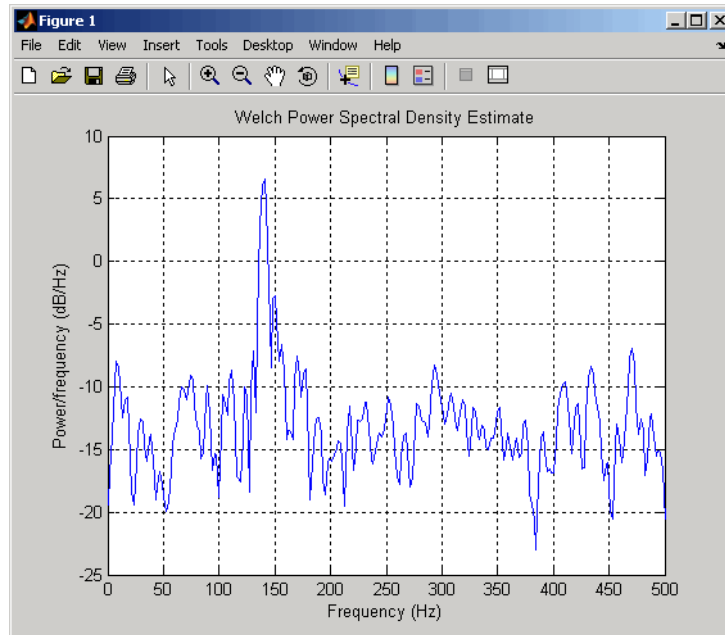 Figure 1
File Edit View Insert Tools Desktop Window Help
Welch Power Spectral Density Estimate
10
5
0
-5
-10
-15
-20
-25
Power/frequency (dB/Hz)
0 50 100 150 200 250 300 350 400 450 500
Frequency (Hz)